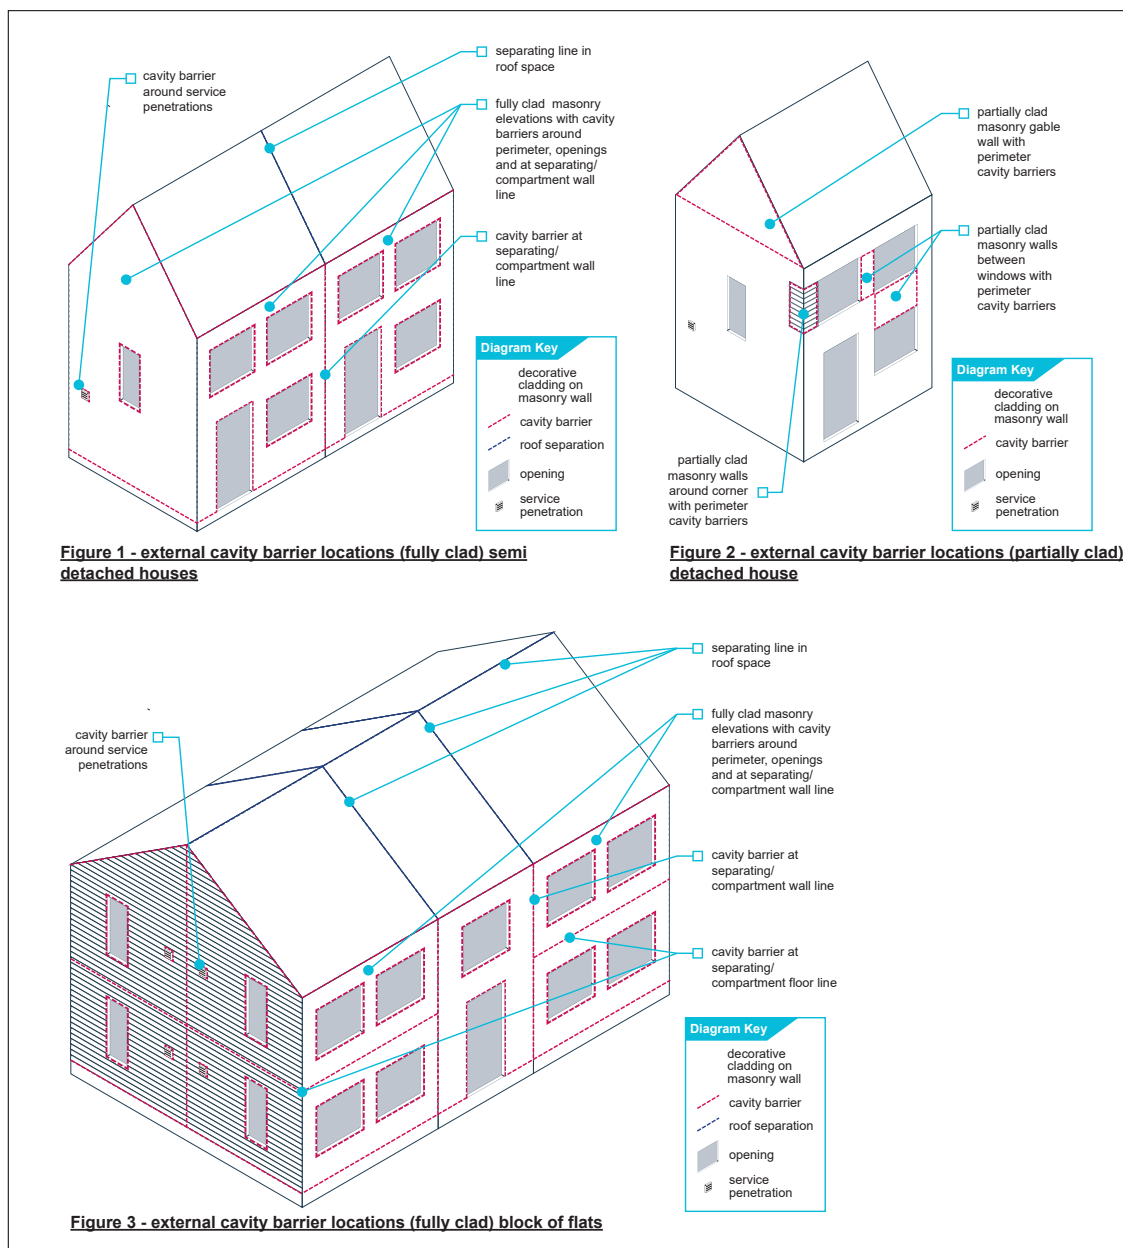 cavity barrier
around service
penetrations
separating line in
roof space
fully clad masonry
elevations with cavity
barriers around
perimeter, openings
and at separating/
compartment wall
line
cavity barrier at
separating/
compartment wall
line
Diagram Key
decorative
cladding on
masonry wall
cavity barrier
roof separation
opening
service
penetration
Figure 1 - external cavity barrier locations (fully clad) semi
detached houses
partially clad
masonry gable
wall with
perimeter
cavity barriers
partially clad
masonry walls
between
windows with
perimeter
cavity barriers
partially clad
masonry walls
around corner
with perimeter
cavity barriers
Diagram Key
decorative
cladding on
masonry wall
cavity barrier
opening
service
penetration
Figure 2 - external cavity barrier locations (partially clad)
detached house
cavity barrier
around service
penetrations
separating line in
roof space
fully clad masonry
elevations with cavity
barriers around
perimeter, openings
and at separating/
compartment wall line
cavity barrier at
separating/
compartment wall line
cavity barrier at
separating/
compartment floor line
Diagram Key
decorative
cladding on
masonry wall
cavity barrier
roof separation
opening
service
penetration
Figure 3 - external cavity barrier locations (fully clad) block of flats